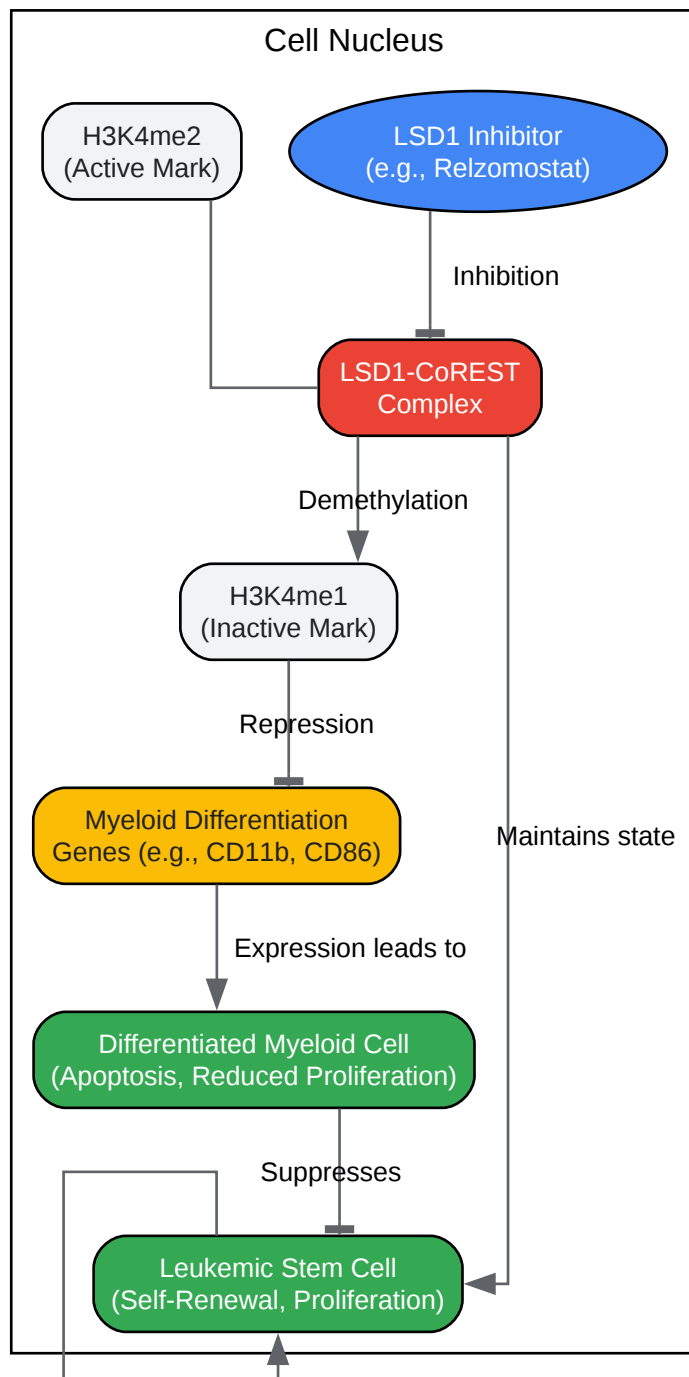 Cell Nucleus
H3K4me2
(Active Mark)
LSD1 Inhibitor
(e.g., Relzomostat)
Inhibition
LSD1-CoREST
Complex
Demethylation
H3K4me1
(Inactive Mark)
Repression
Myeloid Differentiation
Genes (e.g., CD11b, CD86)
Maintains state
Expression leads to
Differentiated Myeloid Cell
(Apoptosis, Reduced Proliferation)
Suppresses
Leukemic Stem Cell
(Self-Renewal, Proliferation)